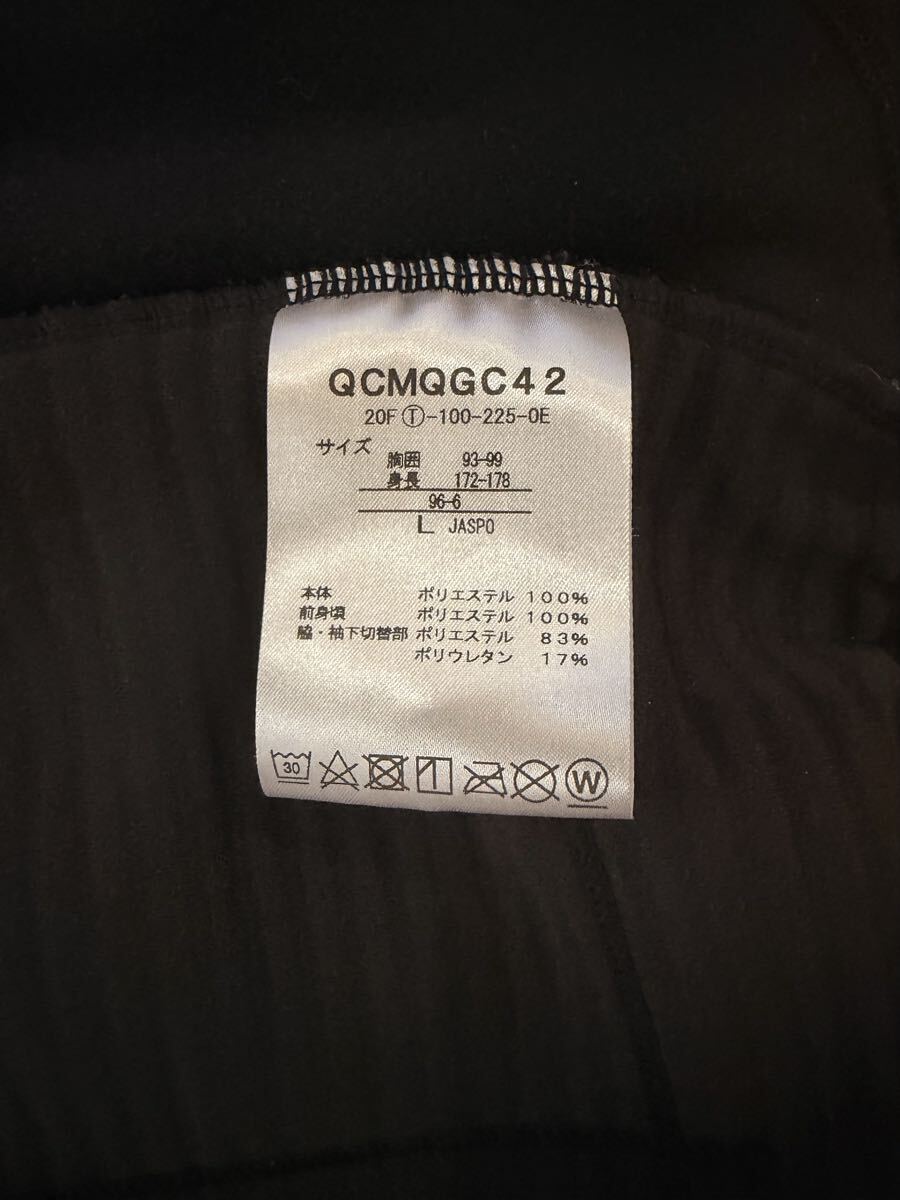 QCMQGC42
20FⓉ-100-225-0E
サイズ
胸囲 93-99
身長 172-178
96-6
L JASPO
本体 ポリエステル 100%
前身頃 ポリエステル 100%
脇・袖下切替部 ポリエステル 83%
ポリウレタン 17%
30
W